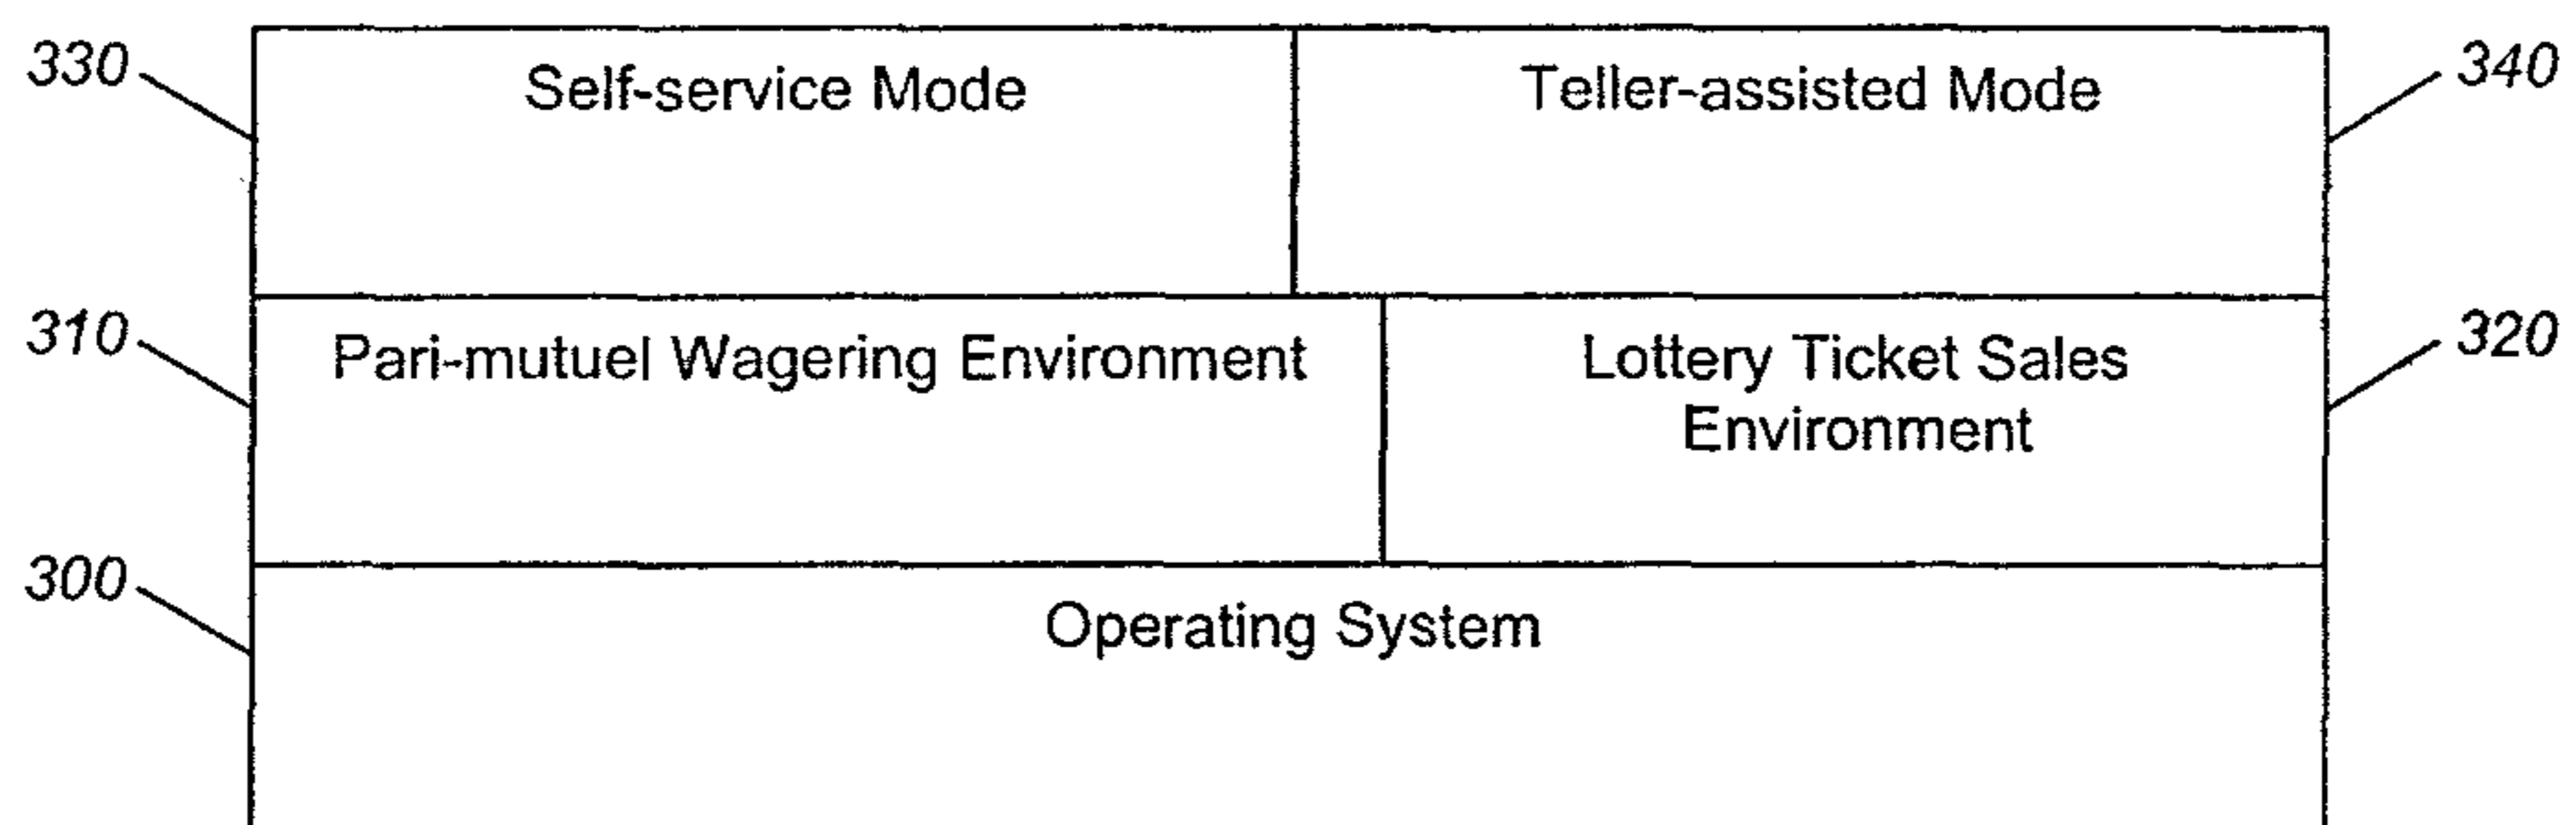 330
Self-service Mode
Teller-assisted Mode
340
310
Pari-mutuel Wagering Environment
Lottery Ticket Sales
Environment
320
300
Operating System